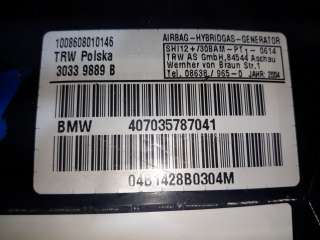 1008608010146
TRW Polska
3033 9889 B
AIRBAG-HYBRIDGAS-GENERATOR
SHI12+/30BAM-PT1-0614
TRW AS GmbH,84544 Aschau
Wernher von Braun Str.1
Tel. 08638/ 965-0 JAHR:2004
BMW 407035787041
04B1428B0304M